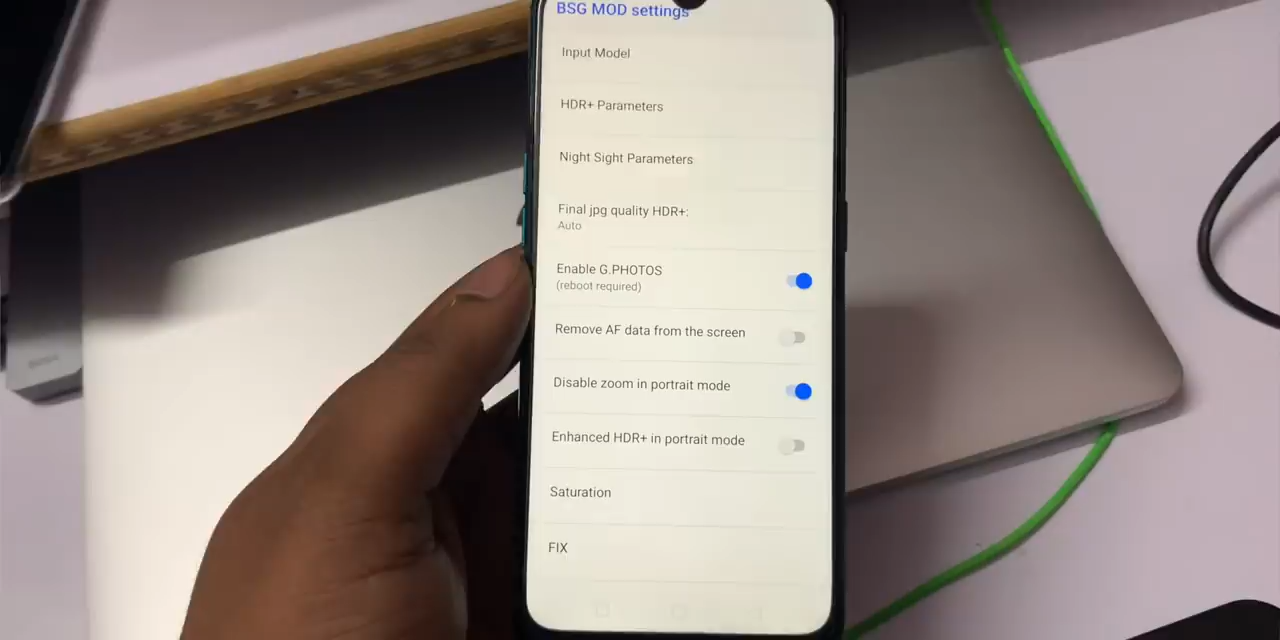 BSG MOD settings
Input Model
HDR+ Parameters
Night Sight Parameters
Final jpg quality HDR+:
Auto
Enable G.PHOTOS
(reboot required)
Remove AF data from the screen
Disable zoom in portrait mode
Enhanced HDR+ in portrait mode
Saturation
FIX